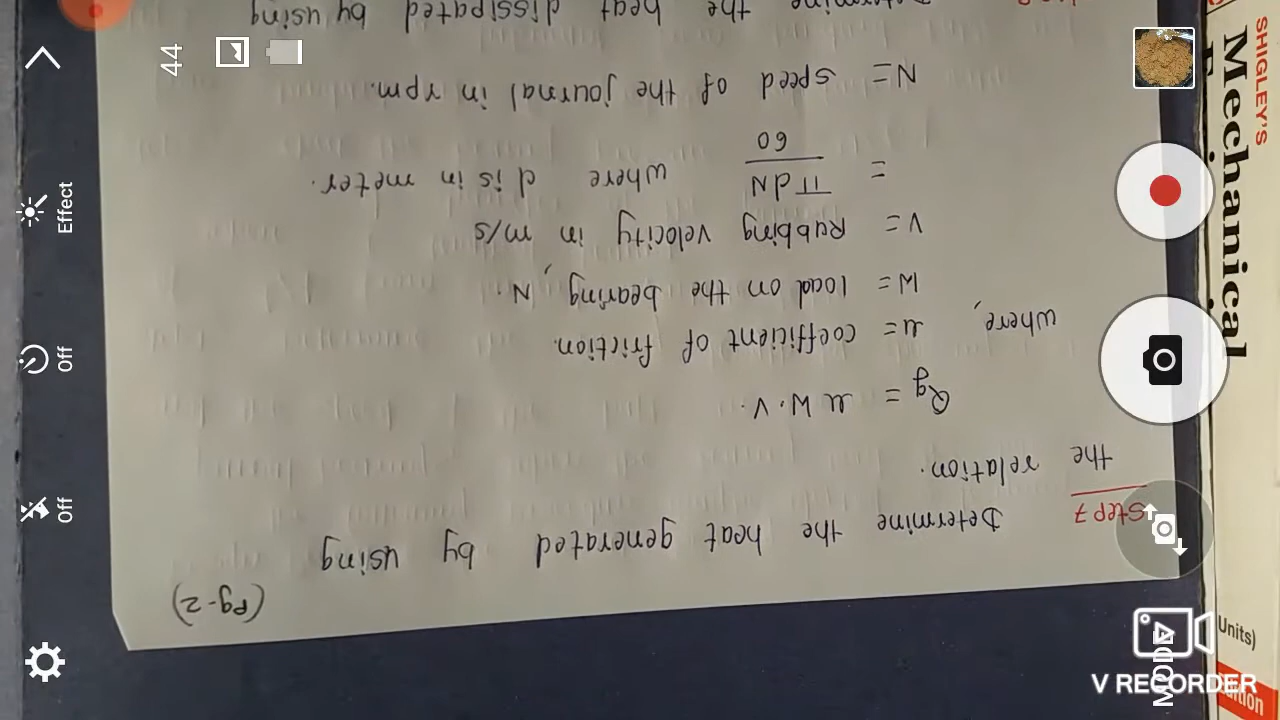 (Pg-2)
Step 7 Determine the heat generated by using
the relation.
Qg = μ W.V.
where, μ = coefficient of friction.
W = load on the bearing, N.
V = Rubbing velocity in m/s
= πdN / 60 where d is in meter.
N = speed of the journal in rpm.
Determine the heat dissipated by using
SHIGLEY'S
Mechanical
Units)
Effect
Off
Off
44
MODE
V RECORDER